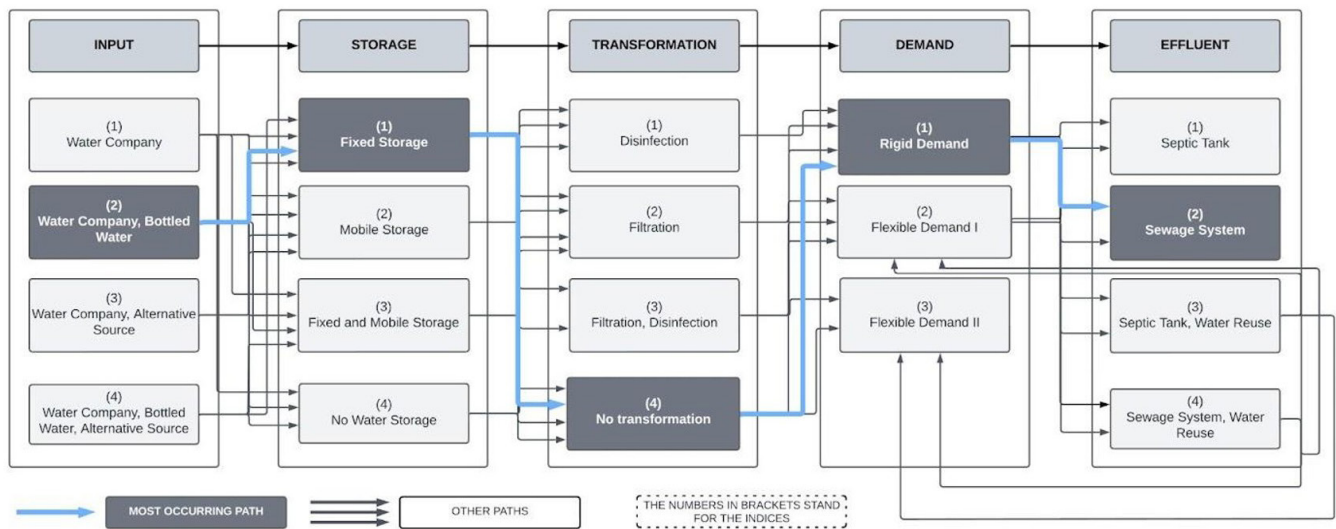 INPUT
STORAGE
TRANSFORMATION
DEMAND
EFFLUENT
(1)
Water Company
(2)
Water Company, Bottled
Water
(3)
Water Company, Alternative
Source
(4)
Water Company, Bottled
Water, Alternative Source
(1)
Fixed Storage
(2)
Mobile Storage
(3)
Fixed and Mobile Storage
(4)
No Water Storage
(1)
Disinfection
(2)
Filtration
(3)
Filtration, Disinfection
(4)
No transformation
(1)
Rigid Demand
(2)
Flexible Demand I
(3)
Flexible Demand II
(1)
Septic Tank
(2)
Sewage System
(3)
Septic Tank, Water Reuse
(4)
Sewage System, Water
Reuse
MOST OCCURRING PATH
OTHER PATHS
THE NUMBERS IN BRACKETS STAND
FOR THE INDICES